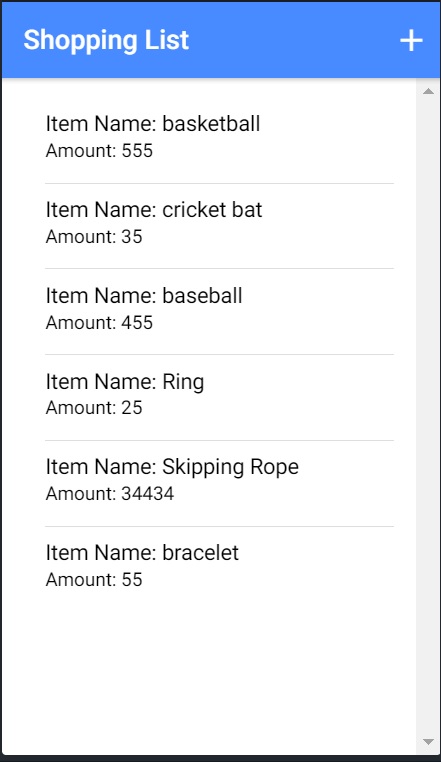 Shopping List
Item Name: basketball
Amount: 555
Item Name: cricket bat
Amount: 35
Item Name: baseball
Amount: 455
Item Name: Ring
Amount: 25
Item Name: Skipping Rope
Amount: 34434
Item Name: bracelet
Amount: 55